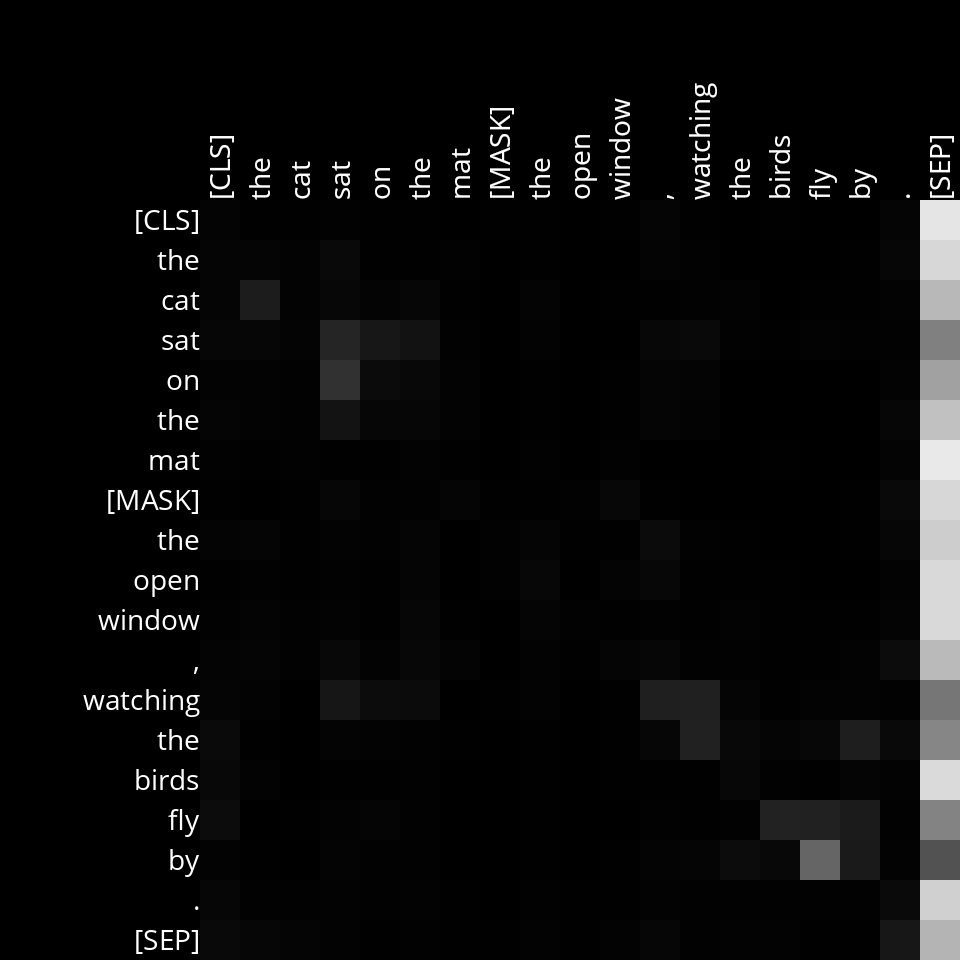 [CLS] the cat sat on the mat [MASK] the open window , watching the birds fly by . [SEP]
[CLS]
the
cat
sat
on
the
mat
[MASK]
the
open
window
,
watching
the
birds
fly
by
.
[SEP]